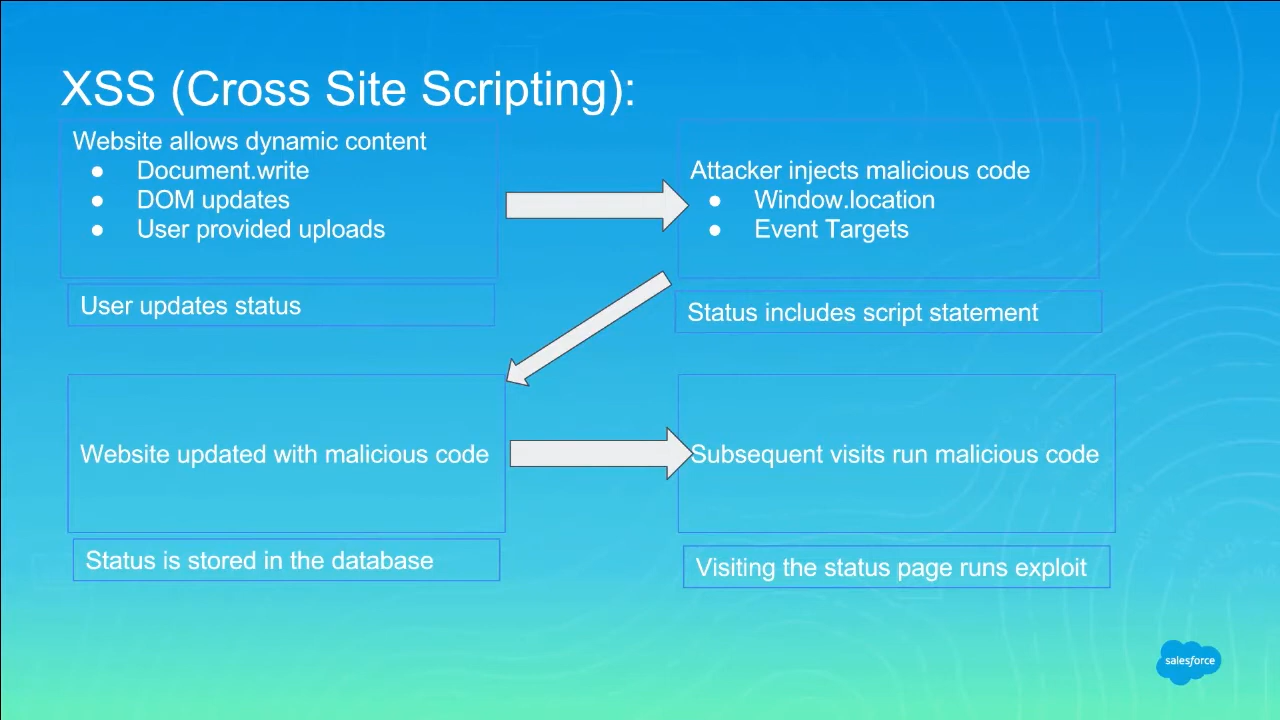 XSS (Cross Site Scripting):
Website allows dynamic content
● Document.write
● DOM updates
● User provided uploads
Attacker injects malicious code
● Window.location
● Event Targets
User updates status
Status includes script statement
Website updated with malicious code
Subsequent visits run malicious code
Status is stored in the database
Visiting the status page runs exploit
salesforce